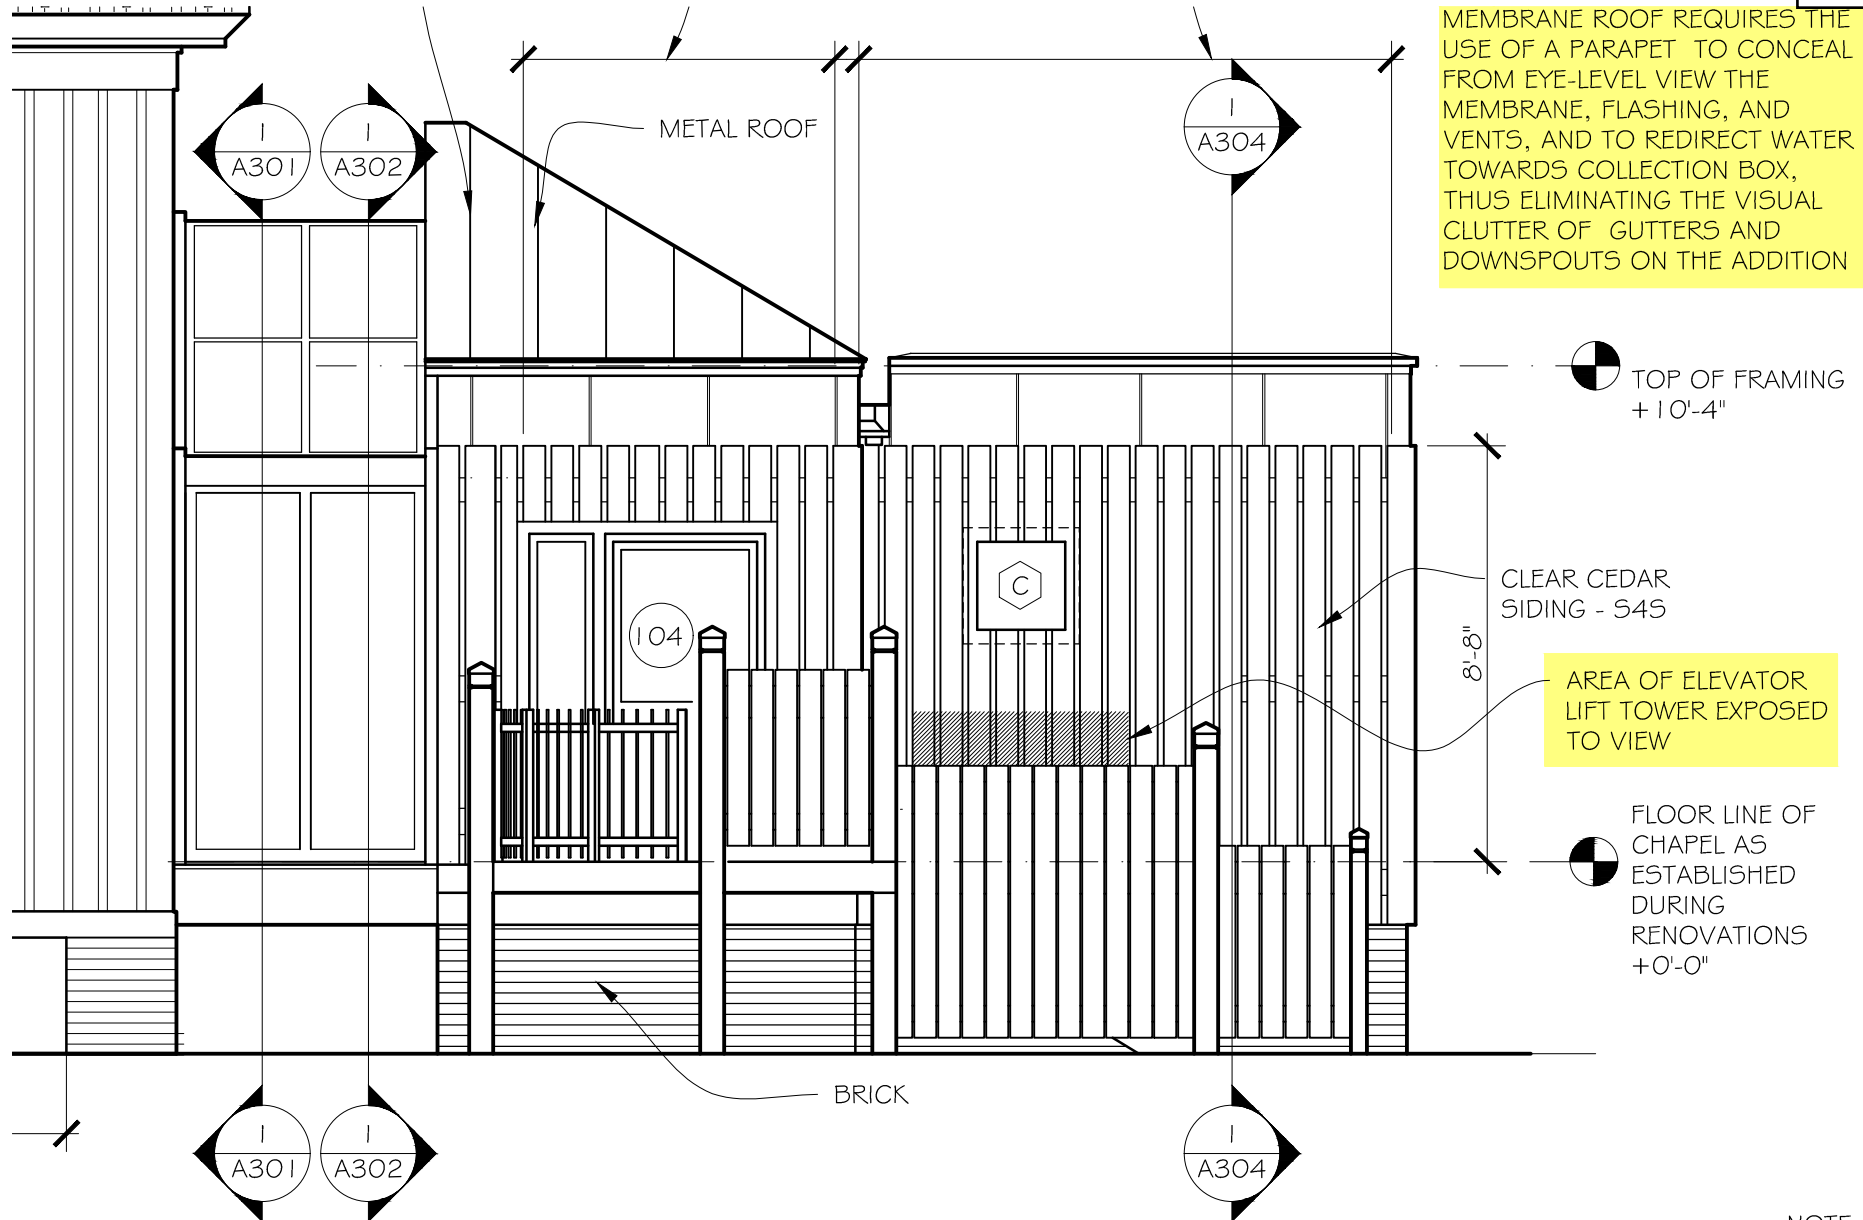 MEMBRANE ROOF REQUIRES THE
USE OF A PARAPET TO CONCEAL
FROM EYE-LEVEL VIEW THE
MEMBRANE, FLASHING, AND
VENTS, AND TO REDIRECT WATER
TOWARDS COLLECTION BOX,
THUS ELIMINATING THE VISUAL
CLUTTER OF GUTTERS AND
DOWNSPOUTS ON THE ADDITION
1
A301
1
A302
METAL ROOF
1
A304
TOP OF FRAMING
+10'-4"
C
CLEAR CEDAR
SIDING - S4S
104
8'-8"
AREA OF ELEVATOR
LIFT TOWER EXPOSED
TO VIEW
FLOOR LINE OF
CHAPEL AS
ESTABLISHED
DURING
RENOVATIONS
+0'-0"
BRICK
1
A301
1
A302
1
A304